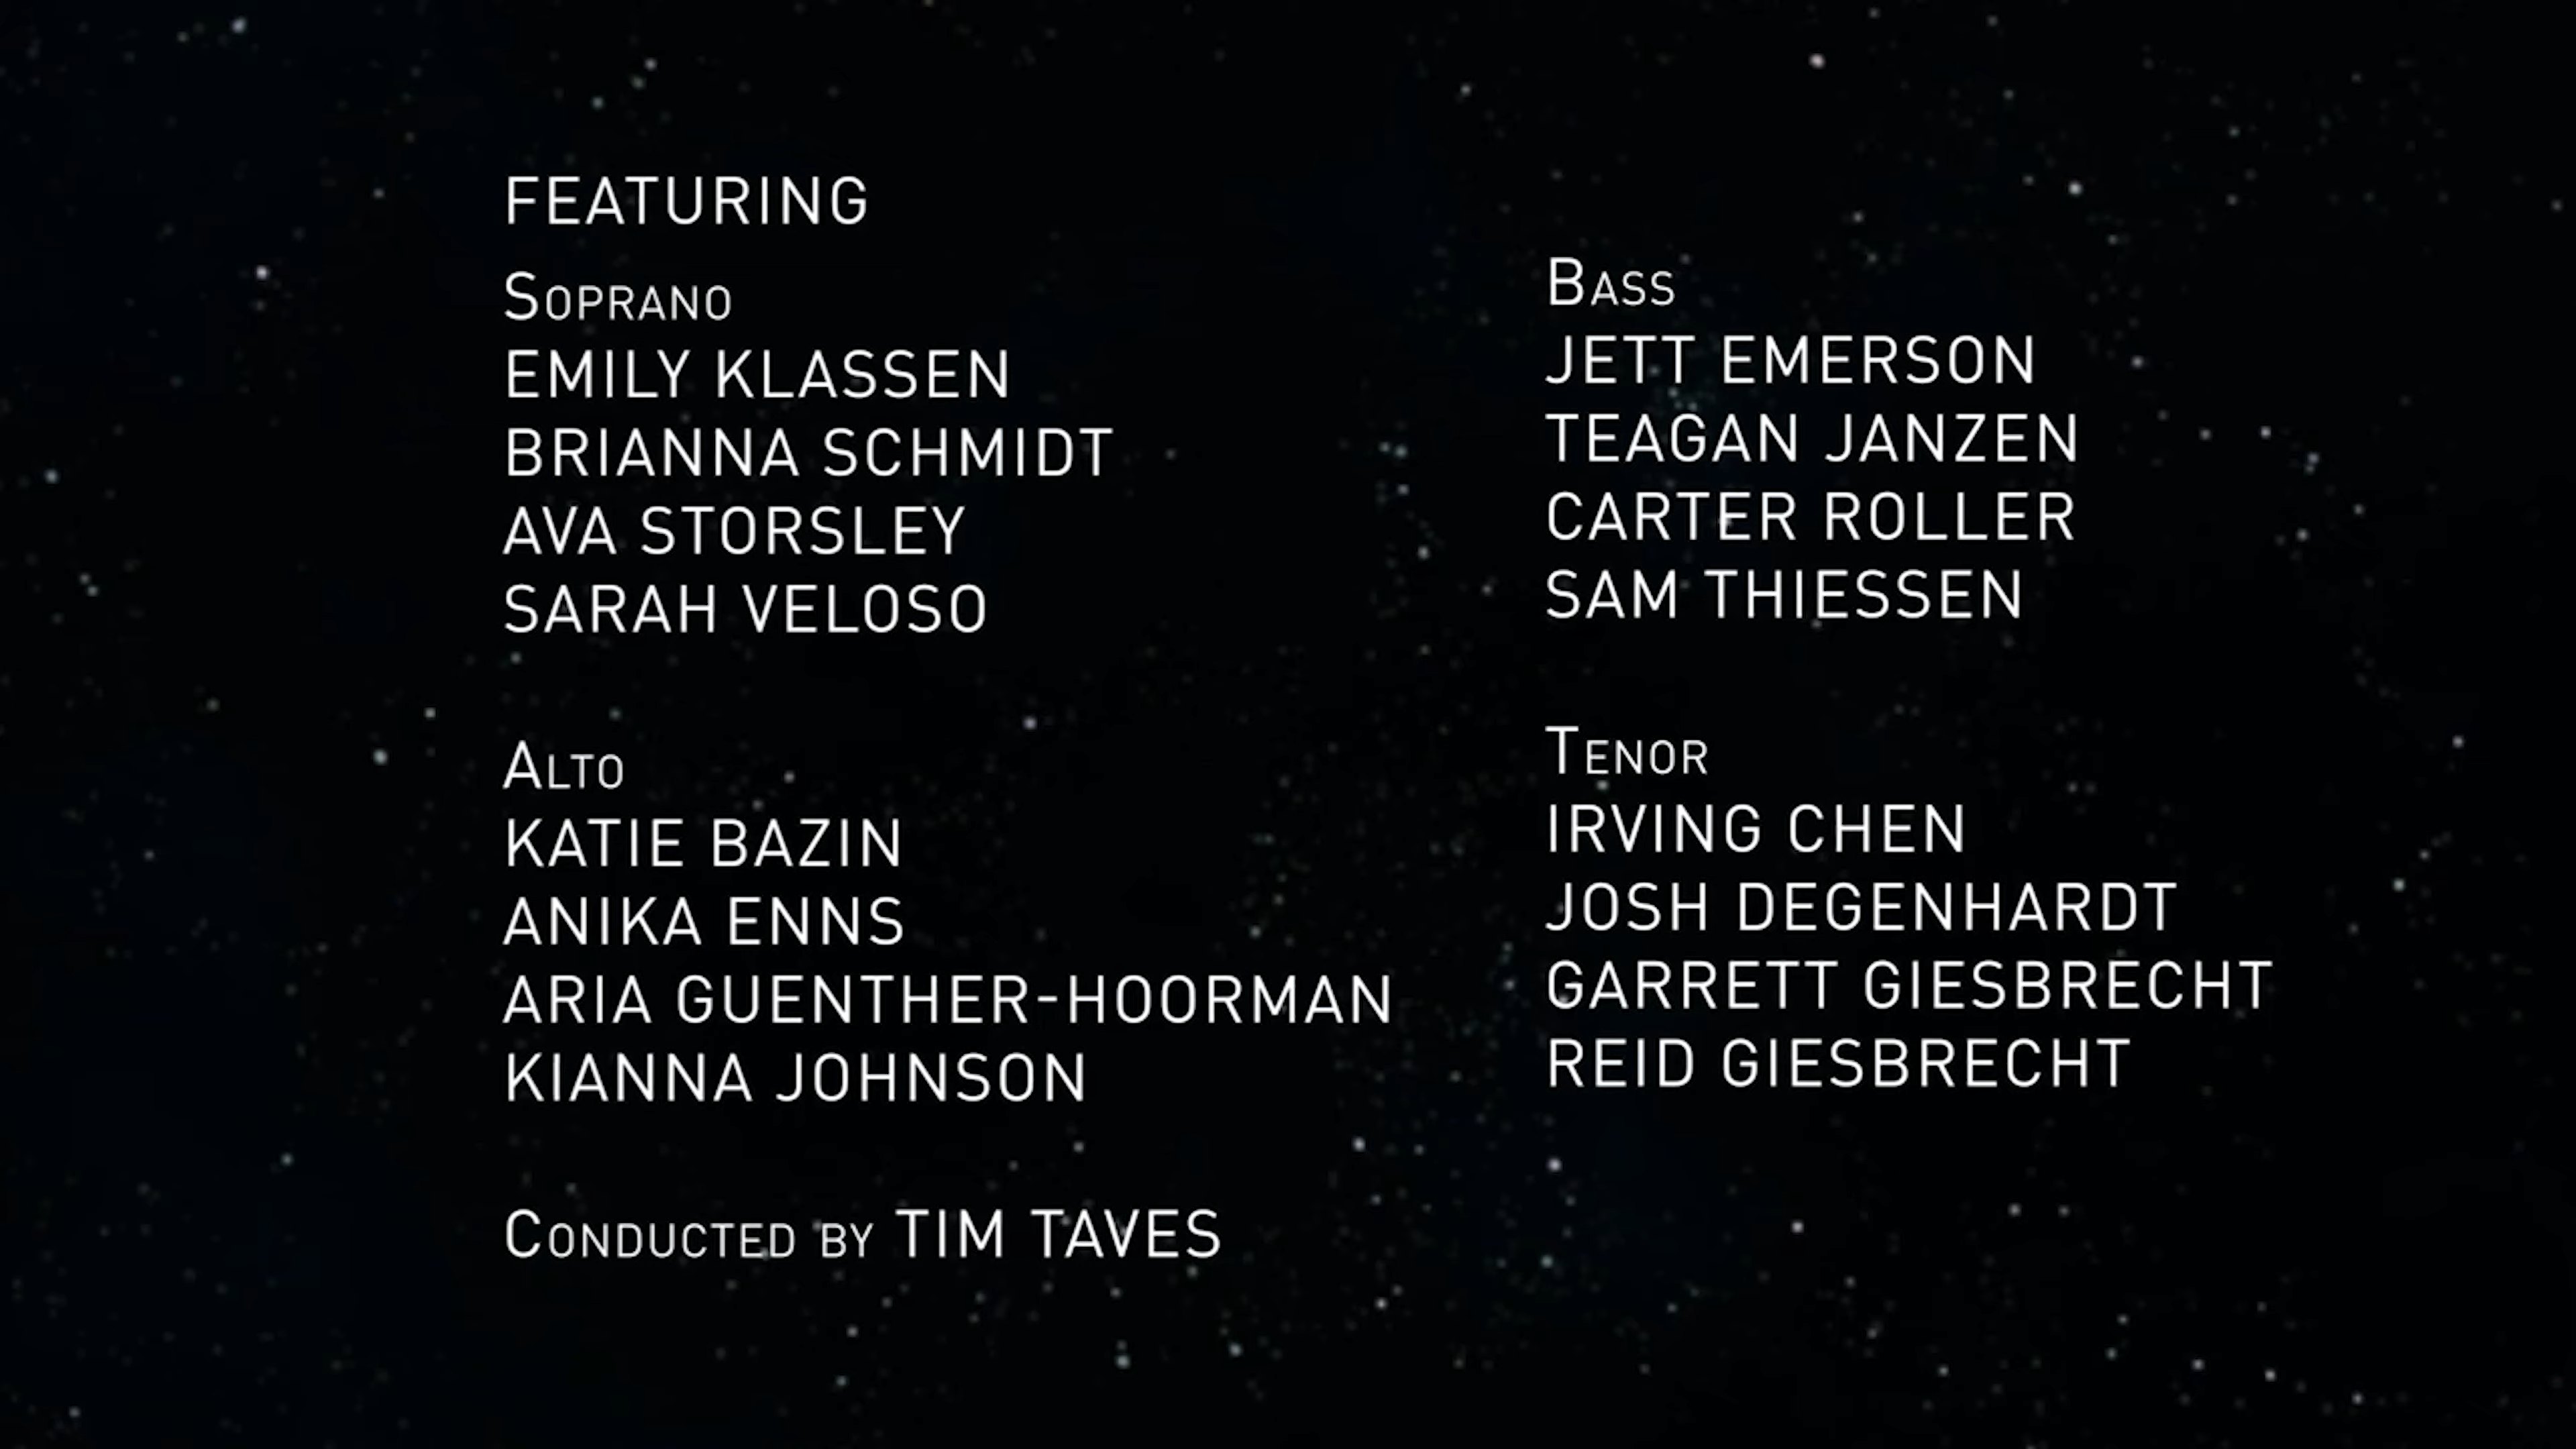 FEATURING
Soprano
EMILY KLASSEN
BRIANNA SCHMIDT
AVA STORSLEY
SARAH VELOSO
Alto
KATIE BAZIN
ANIKA ENNS
ARIA GUENTHER-HOORMAN
KIANNA JOHNSON
Conducted by TIM TAVES
Bass
JETT EMERSON
TEAGAN JANZEN
CARTER ROLLER
SAM THIESSEN
Tenor
IRVING CHEN
JOSH DEGENHARDT
GARRETT GIESBRECHT
REID GIESBRECHT